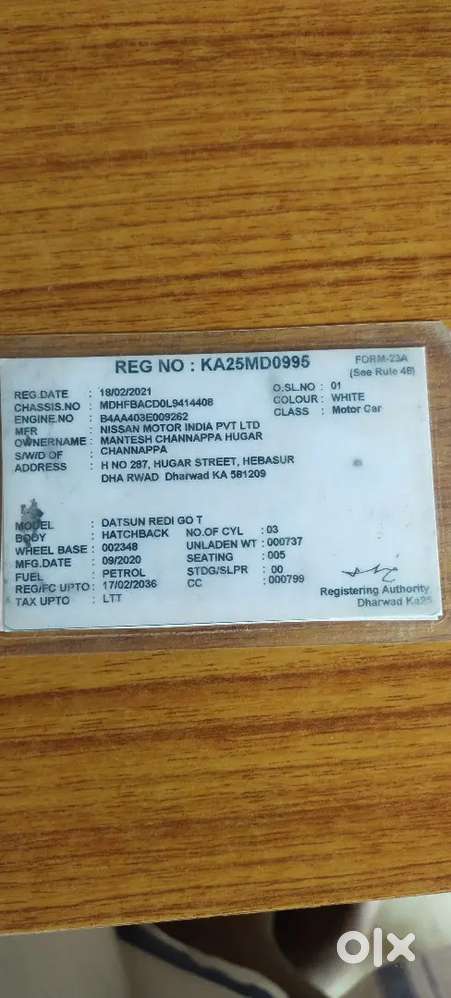 REG NO : KA25MD0995
FORM-23A
(See Rule 48)
REG.DATE : 18/02/2021 O.SL.NO : 01
CHASSIS.NO : MDHFBACD0L9414408 COLOUR : WHITE
ENGINE.NO : B4AA403E009262 CLASS : Motor Car
MFR : NISSAN MOTOR INDIA PVT LTD
OWNERNAME : MANTESH CHANNAPPA HUGAR
S/W/D OF : CHANNAPPA
ADDRESS : H NO 287, HUGAR STREET, HEBASUR
DHA RWAD Dharwad KA 581209
MODEL : DATSUN REDI GO T
BODY : HATCHBACK NO.OF CYL : 03
WHEEL BASE : 002348 UNLADEN WT : 000737
MFG.DATE : 09/2020 SEATING : 005
FUEL : PETROL STDG/SLPR : 00
REG/FC UPTO : 17/02/2036 CC : 000799
TAX UPTO : LTT
Registering Authority
Dharwad Ka25
olx